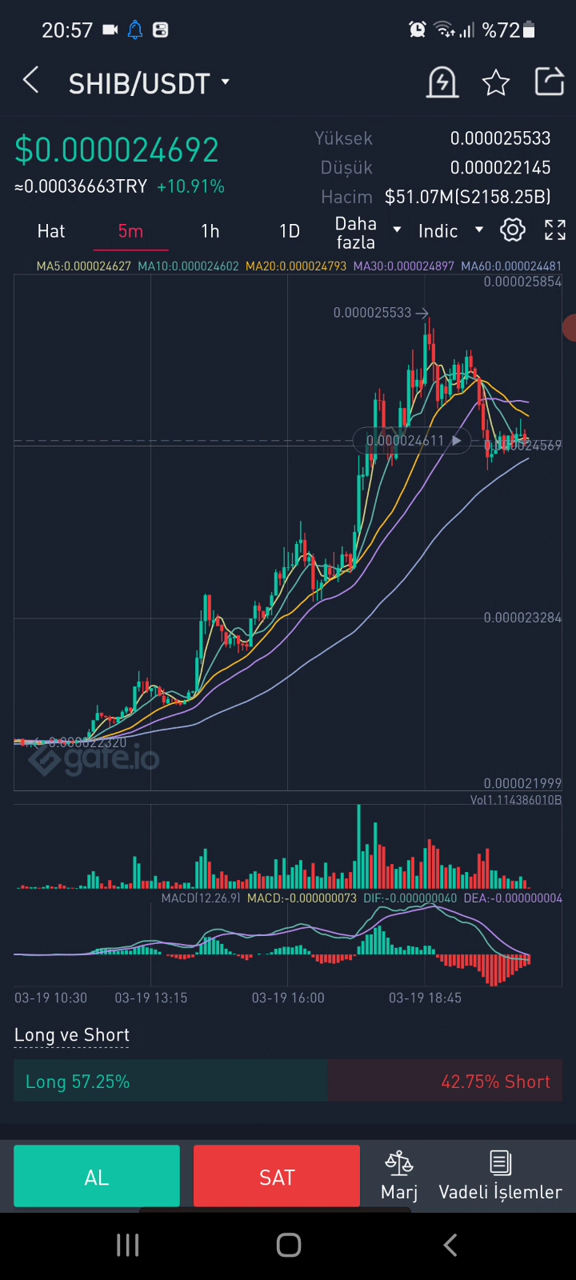 20:57 %72
SHIB/USDT
$0.000024692
≈0.00036663TRY +10.91%
Yüksek 0.000025533
Düşük 0.000022145
Hacim $51.07M(S2158.25B)
Hat 5m 1h 1D Daha fazla Indic
MA5:0.000024627 MA10:0.000024602 MA20:0.000024793 MA30:0.000024897 MA60:0.000024481
0.000025854
0.000025533
0.000024611
0.000024569
0.000023284
0.000022320
gate.io
0.000021999
Vol1.114386010B
MACD[12.26.9] MACD:-0.000000073 DIF:-0.000000040 DEA:-0.000000004
03-19 10:30 03-19 13:15 03-19 16:00 03-19 18:45
Long ve Short
Long 57.25% 42.75% Short
AL SAT Marj Vadeli İşlemler